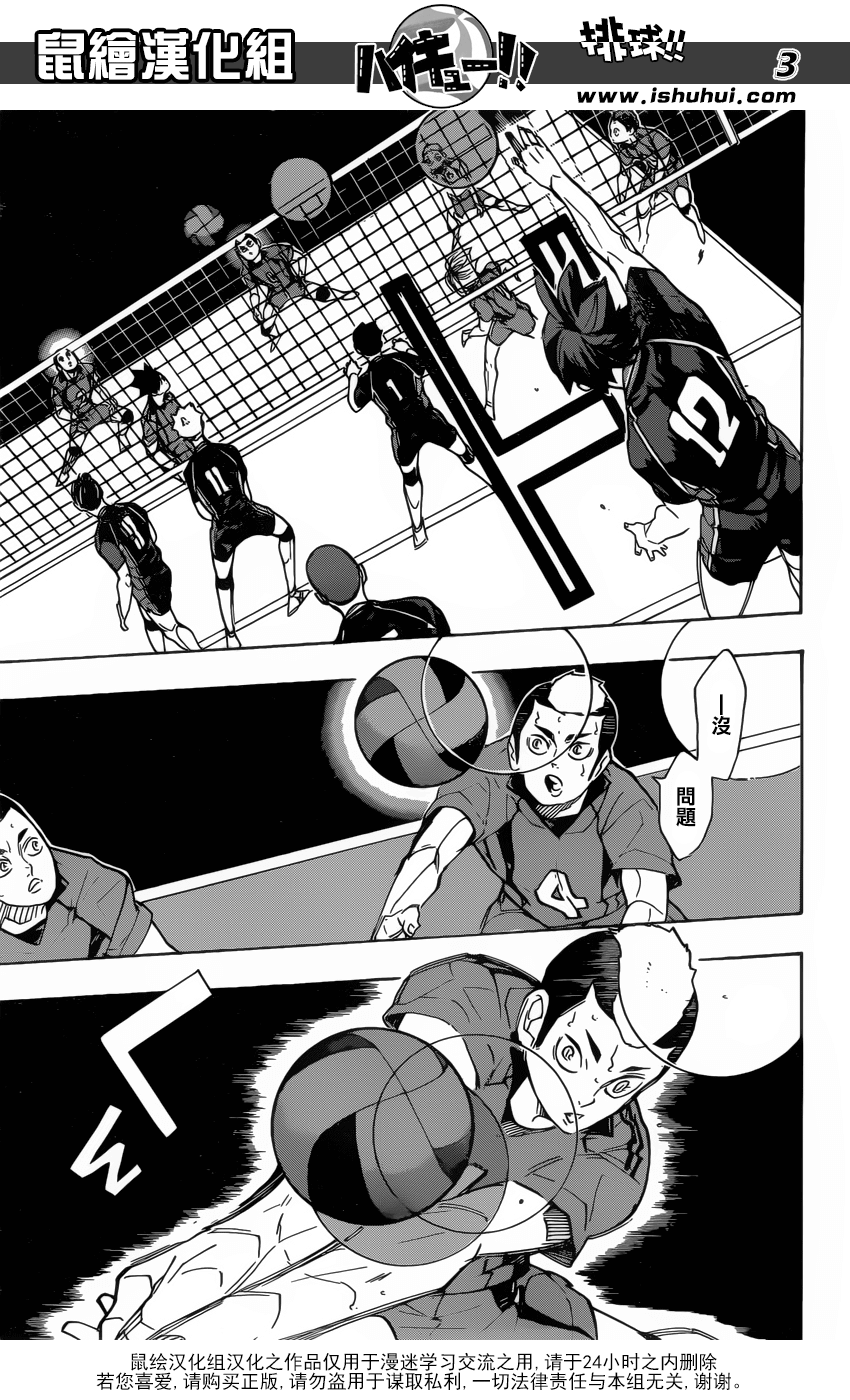 鼠繪漢化組
ハイキュー!!
排球!!
3
www.ishuhui.com
1
12
4
11
4
一沒
問題
鼠绘汉化组汉化之作品仅用于漫迷学习交流之用,请于24小时之内删除
若您喜爱,请购买正版,请勿盗用于谋取私利,一切法律责任与本组无关,谢谢。